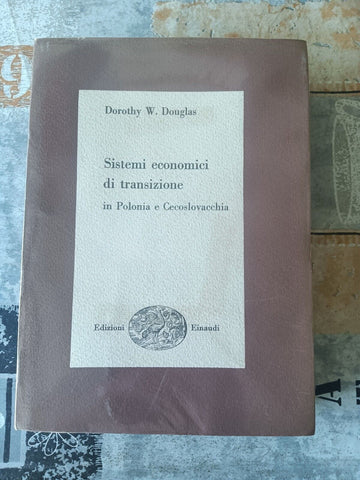 Dorothy W. Douglas
Sistemi economici
di transizione
in Polonia e Cecoslovacchia
Edizioni Einaudi